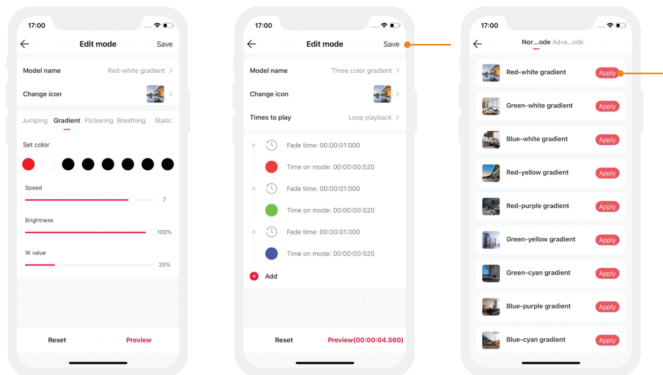 17:00
Edit mode
Save
Model name
Red-white gradient
Change icon
Jumping Gradient Flickering Breathing Static
Set color
Speed
7
Brightness
100%
W value
28%
Reset
Preview
17:00
Edit mode
Save
Model name
Three color gradient
Change icon
Times to play
Loop playback
Fade time: 00:00:01:000
Time on mode: 00:00:00:520
Fade time: 00:00:01:000
Time on mode: 00:00:00:520
Fade time: 00:00:01:000
Time on mode: 00:00:00:520
Add
Reset
Preview(00:00:04.560)
17:00
Nor...ode Adva...ode
Red-white gradient
Apply
Green-white gradient
Apply
Blue-white gradient
Apply
Red-yellow gradient
Apply
Red-purple gradient
Apply
Green-yellow gradient
Apply
Green-cyan gradient
Apply
Blue-purple gradient
Apply
Blue-cyan gradient
Apply